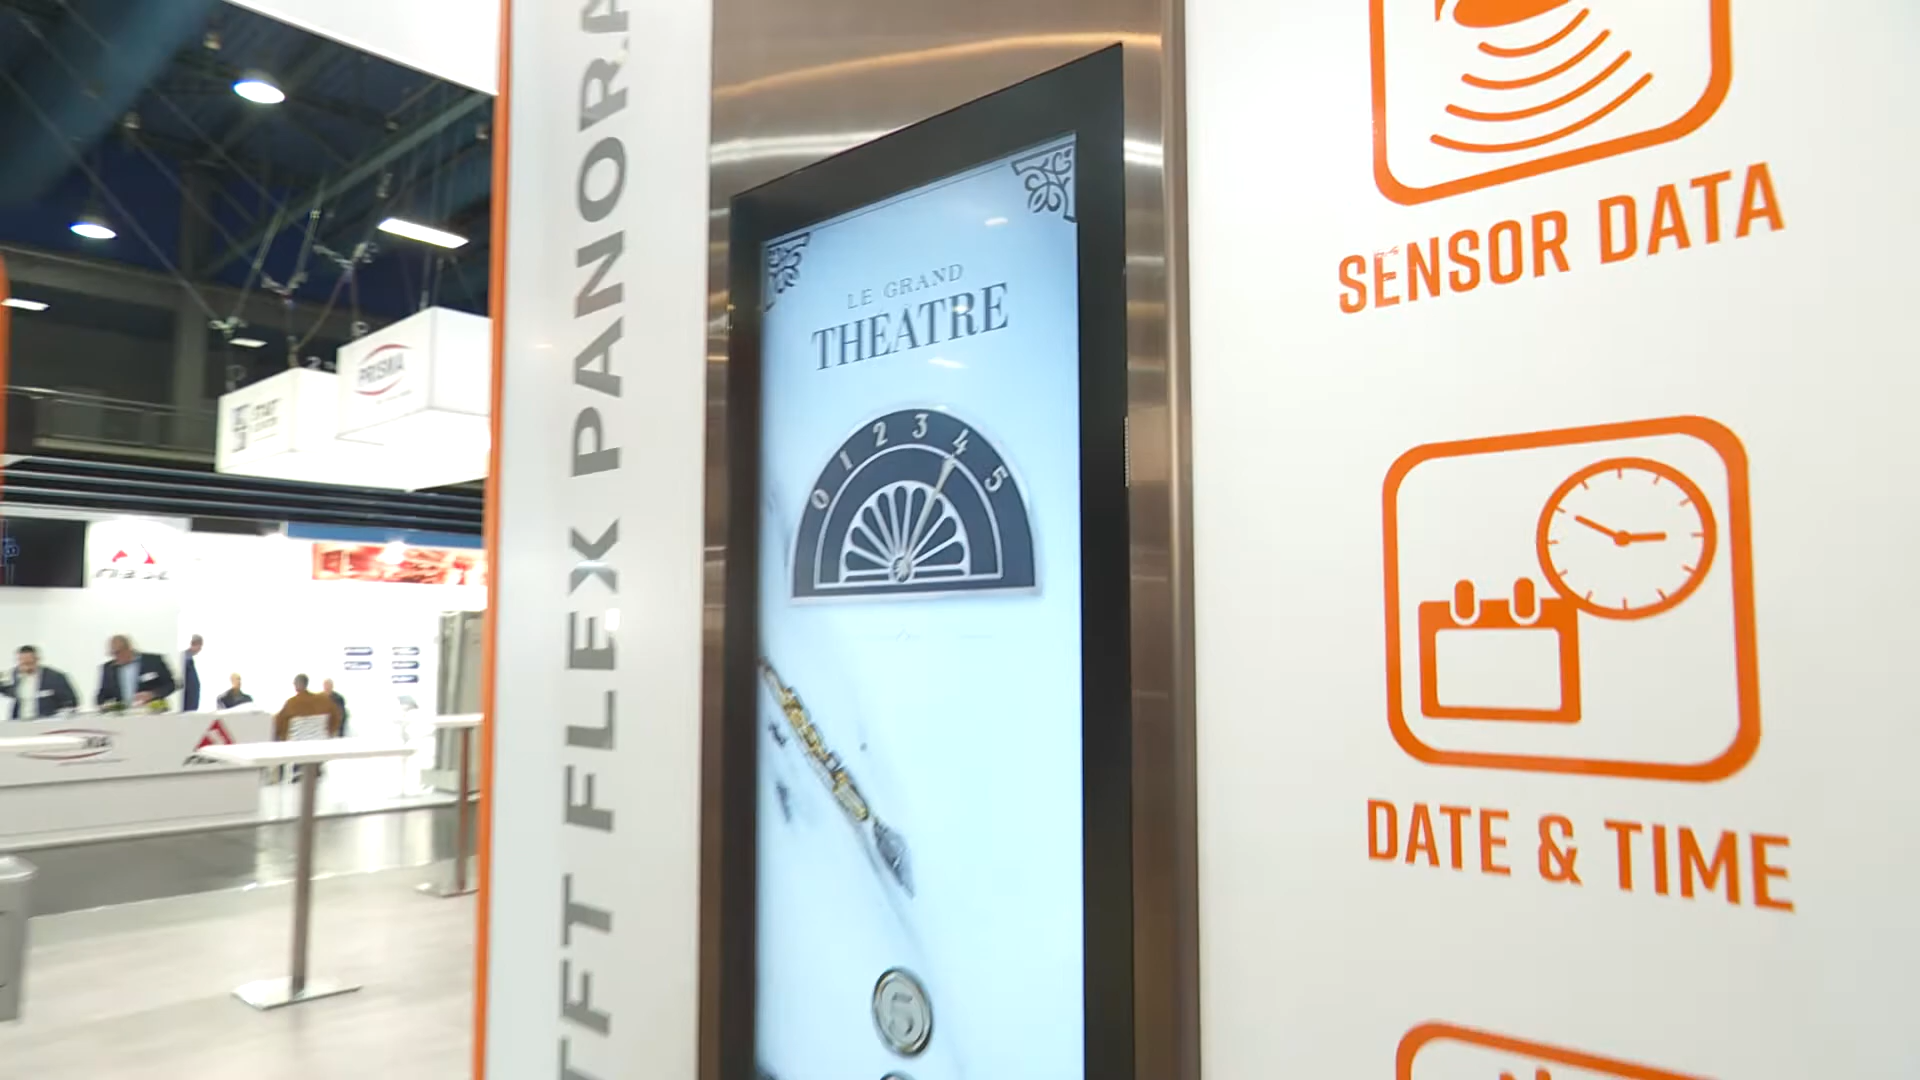 TFT FLEX PANORA
LE GRAND
THEATRE
0 1 2 3 4 5
5
SENSOR DATA
DATE & TIME
PRISMA